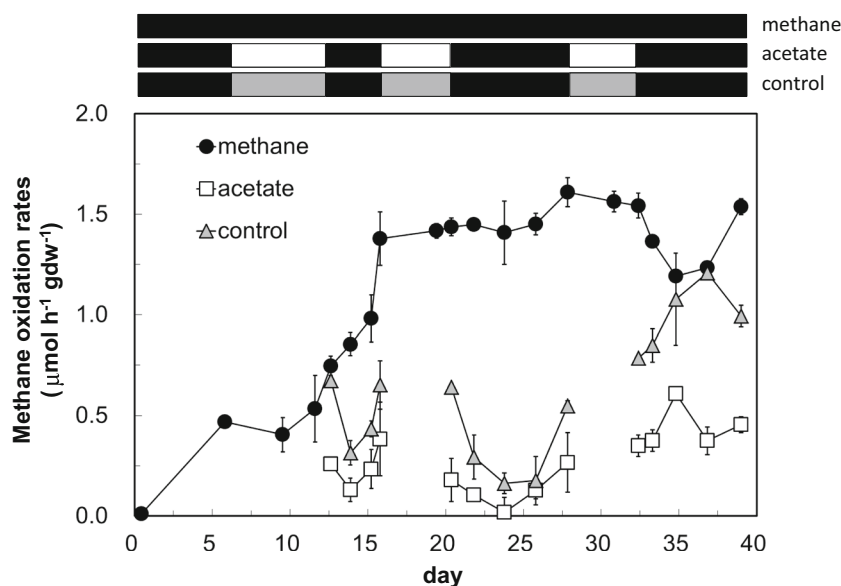 methane
acetate
control
2.0
1.5
1.0
0.5
0.0
Methane oxidation rates
( μmol h-1 gdw-1)
methane
acetate
control
0 5 10 15 20 25 30 35 40
day